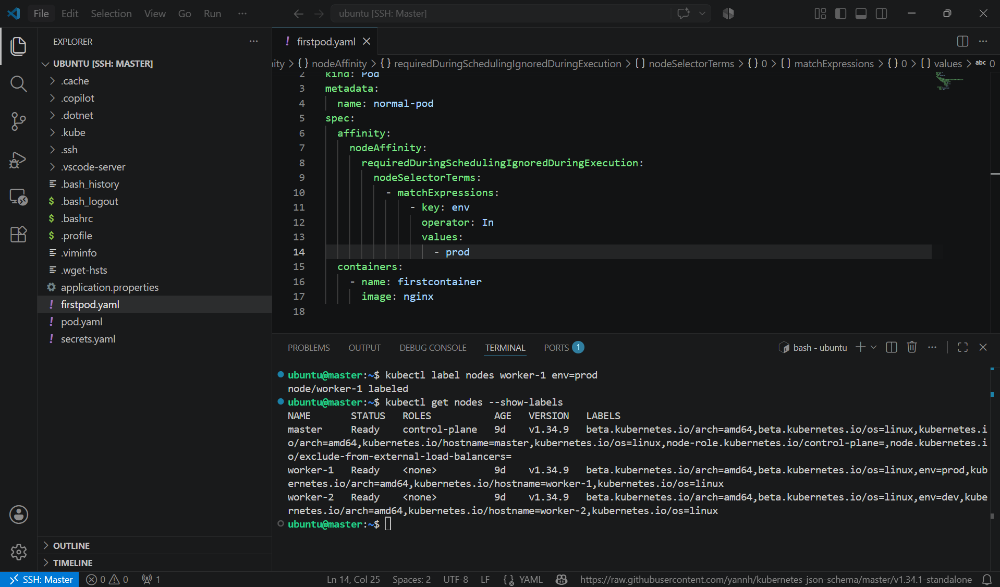 File Edit Selection View Go Run ··· ubuntu [SSH: Master]
EXPLORER ···
UBUNTU [SSH: MASTER]
.cache
.copilot
.dotnet
.kube
.ssh
.vscode-server
.bash_history
$ .bash_logout
$ .bashrc
$ .profile
.viminfo
.wget-hsts
application.properties
! firstpod.yaml
! pod.yaml
! secrets.yaml
OUTLINE
TIMELINE
! firstpod.yaml
inity > { } nodeAffinity > { } requiredDuringSchedulingIgnoredDuringExecution > [ ] nodeSelectorTerms > { } 0 > [ ] matchExpressions > { } 0 > [ ] values > abc 0
2 kind: Pod
3 metadata:
4 name: normal-pod
5 spec:
6 affinity:
7 nodeAffinity:
8 requiredDuringSchedulingIgnoredDuringExecution:
9 nodeSelectorTerms:
10 - matchExpressions:
11 - key: env
12 operator: In
13 values:
14 - prod
15 containers:
16 - name: firstcontainer
17 image: nginx
18
PROBLEMS OUTPUT DEBUG CONSOLE TERMINAL PORTS 1 bash - ubuntu ···
ubuntu@master:~$ kubectl label nodes worker-1 env=prod
node/worker-1 labeled
ubuntu@master:~$ kubectl get nodes --show-labels
NAME STATUS ROLES AGE VERSION LABELS
master Ready control-plane 9d v1.34.9 beta.kubernetes.io/arch=amd64,beta.kubernetes.io/os=linux,kubernetes.i
o/arch=amd64,kubernetes.io/hostname=master,kubernetes.io/os=linux,node-role.kubernetes.io/control-plane=,node.kubernetes.i
o/exclude-from-external-load-balancers=
worker-1 Ready <none> 9d v1.34.9 beta.kubernetes.io/arch=amd64,beta.kubernetes.io/os=linux,env=prod,kub
ernetes.io/arch=amd64,kubernetes.io/hostname=worker-1,kubernetes.io/os=linux
worker-2 Ready <none> 9d v1.34.9 beta.kubernetes.io/arch=amd64,beta.kubernetes.io/os=linux,env=dev,kube
rnetes.io/arch=amd64,kubernetes.io/hostname=worker-2,kubernetes.io/os=linux
ubuntu@master:~$
SSH: Master 0 0 1 Ln 14, Col 25 Spaces: 2 UTF-8 LF YAML https://raw.githubusercontent.com/yannh/kubernetes-json-schema/master/v1.34.1-standalone